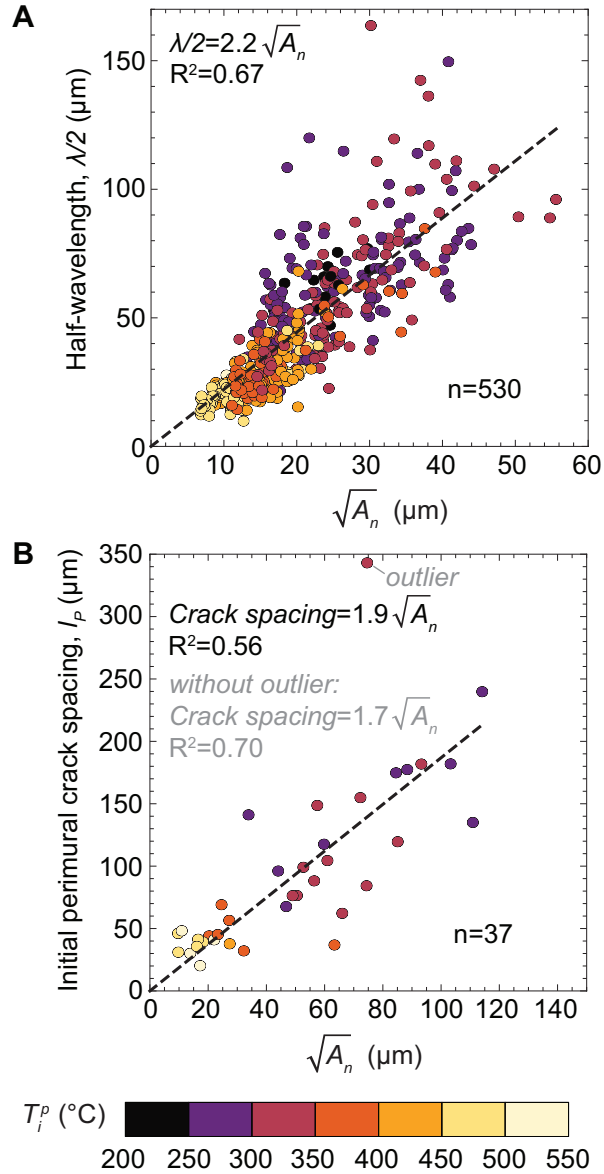 A
λ/2=2.2√Aₙ
R²=0.67
150
100
50
0
Half-wavelength, λ/2 (µm)
n=530
0 10 20 30 40 50 60
√Aₙ (µm)
B
350
300
250
200
150
100
50
0
Initial perimural crack spacing, l_P (µm)
outlier
Crack spacing=1.9√Aₙ
R²=0.56
without outlier:
Crack spacing=1.7√Aₙ
R²=0.70
n=37
0 20 40 60 80 100 120 140
√Aₙ (µm)
T_i^p (°C)
250 350 450 550
200 300 400 500